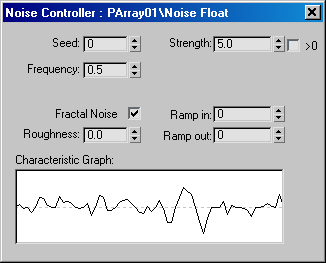 Noise Controller : PArray01\Noise Float
Seed: 0 Strength: 5.0 >0
Frequency: 0.5
Fractal Noise Ramp in: 0
Roughness: 0.0 Ramp out: 0
Characteristic Graph: